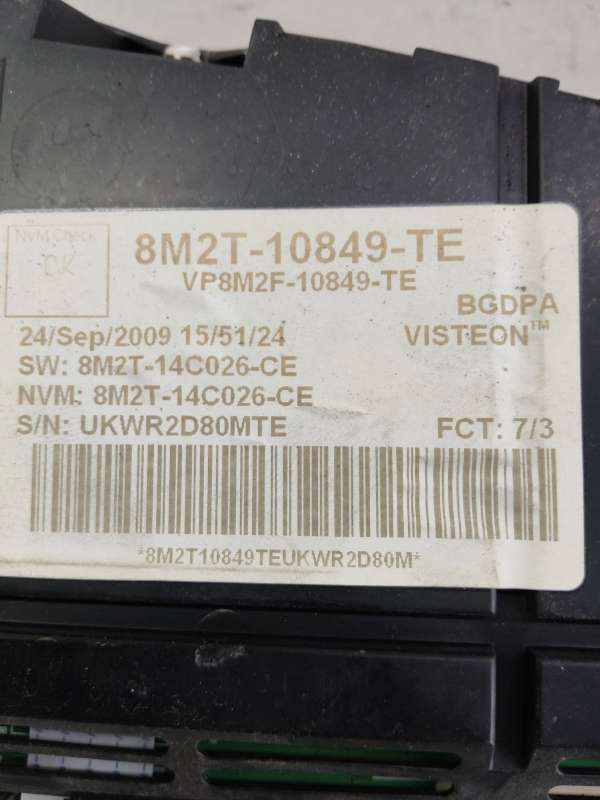 NVM Check
OK
8M2T-10849-TE
VP8M2F-10849-TE
BGDPA
24/Sep/2009 15/51/24 VISTEON™
SW: 8M2T-14C026-CE
NVM: 8M2T-14C026-CE
S/N: UKWR2D80MTE FCT: 7/3
*8M2T10849TEUKWR2D80M*